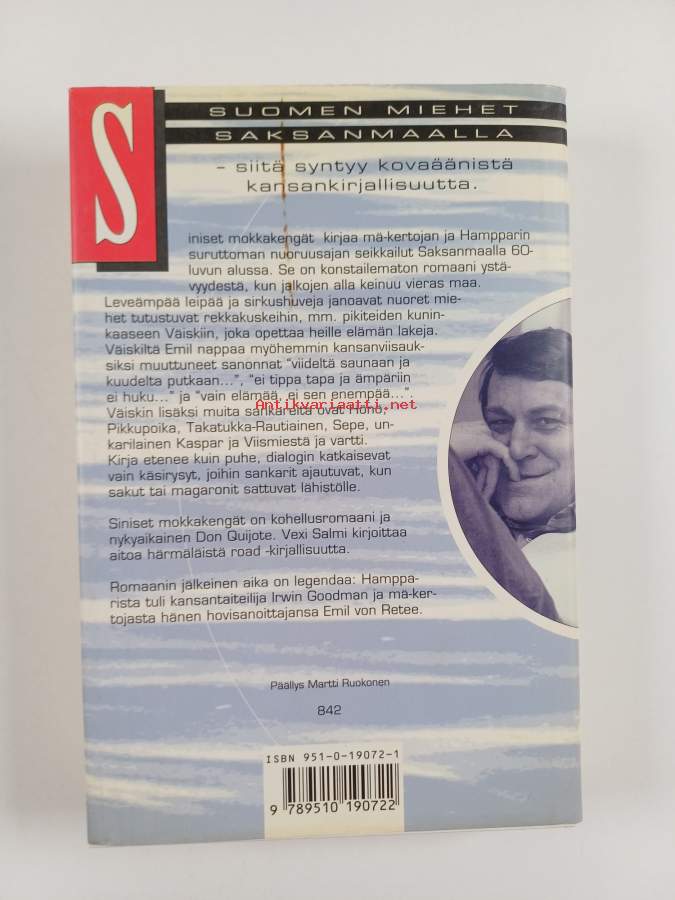 SUOMEN MIEHET
SAKSANMAALLA
– siitä syntyy kovaäänistä
kansankirjallisuutta.
S
iniset mokkakengät kirjaa mä-kertojan ja Hampparin
suruttoman nuoruusajan seikkailut Saksanmaalla 60-
luvun alussa. Se on konstailematon romaani ystä-
vyydestä, kun jalkojen alla keinuu vieras maa.
Leveämpää leipää ja sirkushuveja janoavat nuoret mie-
het tutustuvat rekkakuskeihin, mm. pikiteiden kunin-
kaaseen Väiskiin, joka opettaa heille elämän lakeja.
Väiskiltä Emil nappaa myöhemmin kansanviisauk-
siksi muuttuneet sanonnat "viideltä saunaan ja
kuudelta putkaan...", "ei tippa tapa ja ämpäriin
ei huku..." ja "vain elämää, ei sen enempää...".
Antikvariaatti.net
Väiskin lisäksi muita sankareita ovat Hono,
Pikkupoika, Takatukka-Rautiainen, Sepe, un-
karilainen Kaspar ja Viismiestä ja vartti.
Kirja etenee kuin puhe, dialogin katkaisevat
vain käsirysyt, joihin sankarit ajautuvat, kun
sakut tai magaronit sattuvat lähistölle.
Siniset mokkakengät on kohellusromaani ja
nykyaikainen Don Quijote. Vexi Salmi kirjoittaa
aitoa härmäläistä road -kirjallisuutta.
Romaanin jälkeinen aika on legendaa: Hamppa-
rista tuli kansantaiteilija Irwin Goodman ja mä-ker-
tojasta hänen hovisanoittajansa Emil von Retee.
Päällys Martti Ruokonen
842
ISBN 951-0-19072-1
9 789510 190722